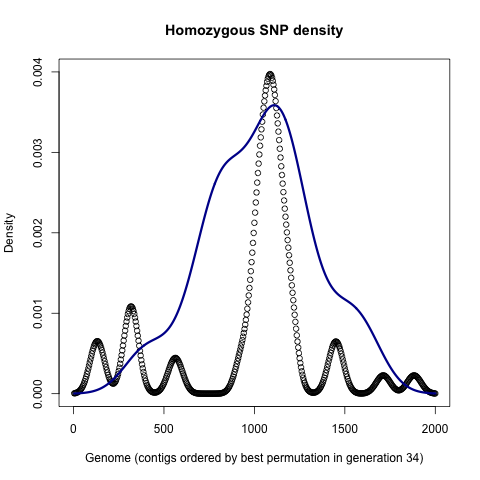 Homozygous SNP density
0.004
0.003
0.002
0.001
0.000
Density
0 500 1000 1500 2000
Genome (contigs ordered by best permutation in generation 34)